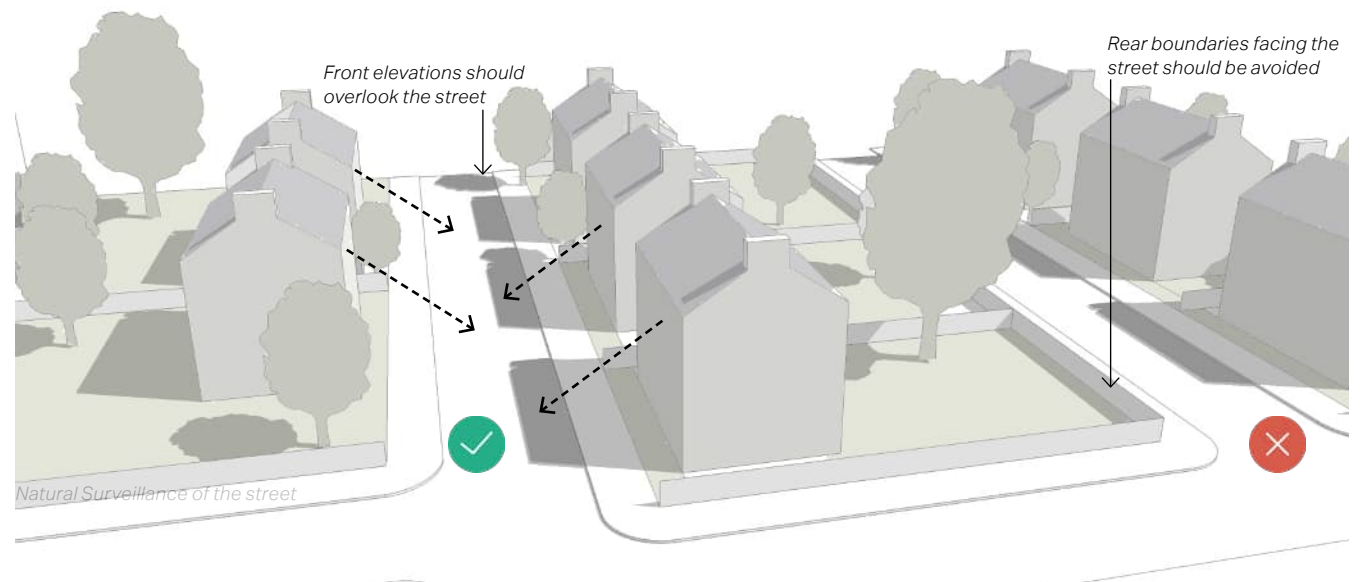 Front elevations should
overlook the street
Rear boundaries facing the
street should be avoided
Natural Surveillance of the street